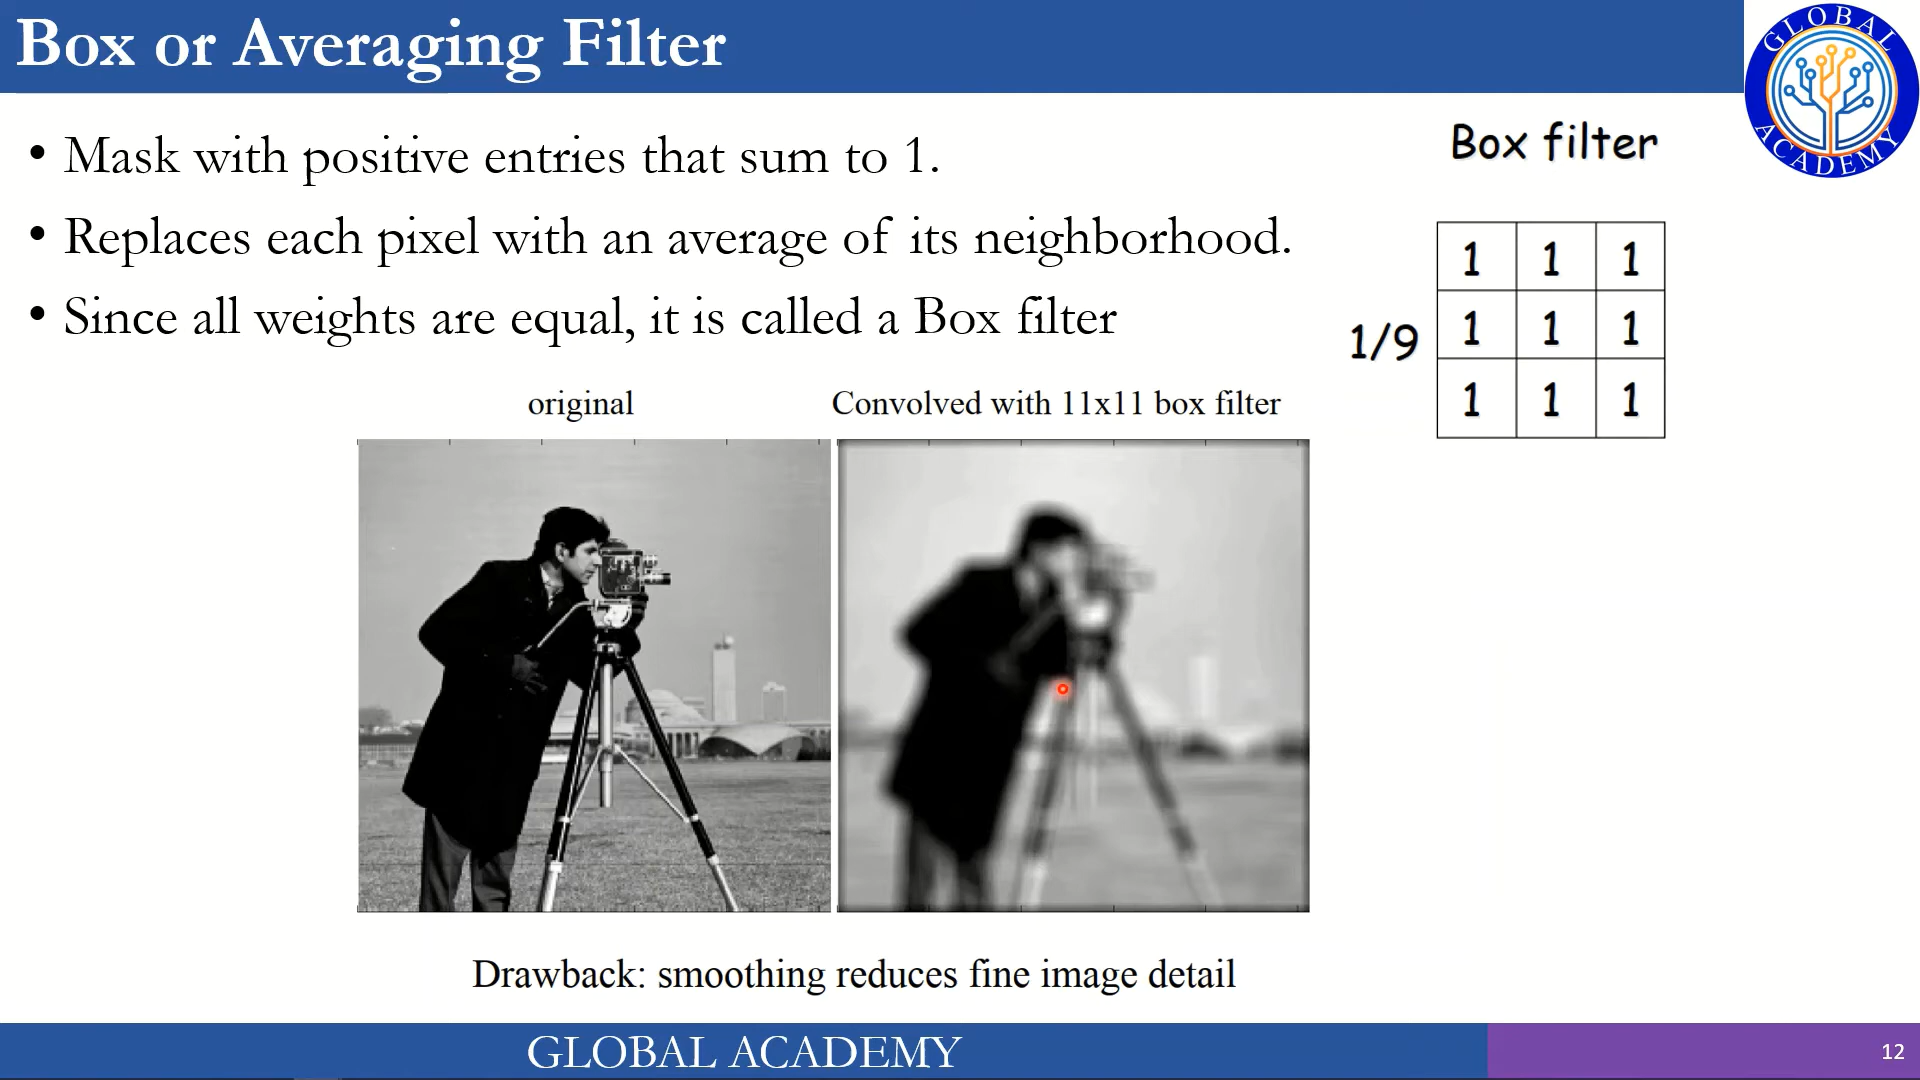 Box or Averaging Filter
GLOBAL
ACADEMY
• Mask with positive entries that sum to 1.
• Replaces each pixel with an average of its neighborhood.
• Since all weights are equal, it is called a Box filter
Box filter
1 1 1
1/9 1 1 1
1 1 1
original
Convolved with 11x11 box filter
Drawback: smoothing reduces fine image detail
GLOBAL ACADEMY
12